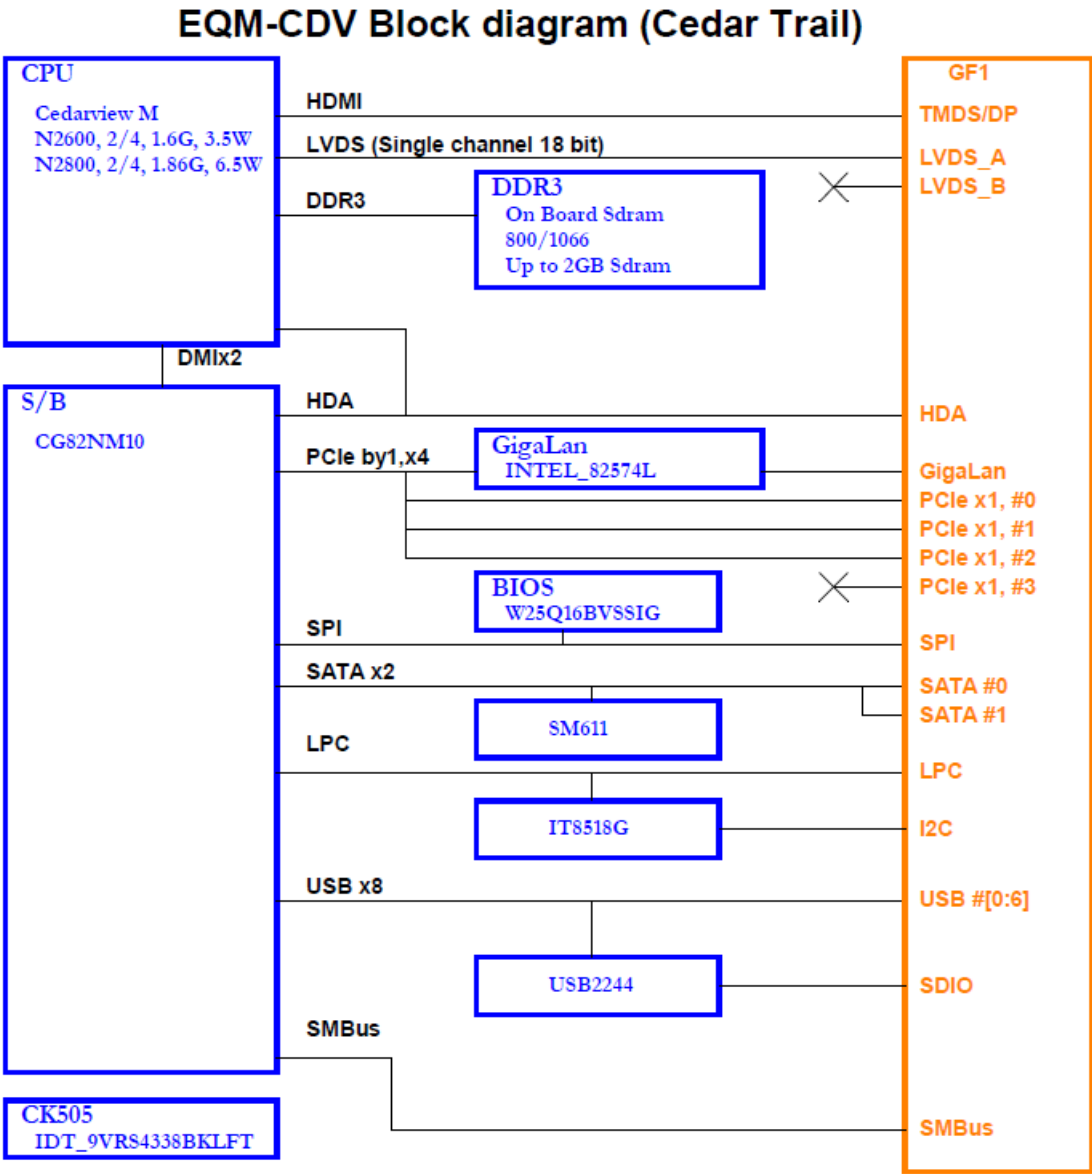 EQM-CDV Block diagram (Cedar Trail)
CPU
Cedarview M
N2600, 2/4, 1.6G, 3.5W
N2800, 2/4, 1.86G, 6.5W
HDMI
LVDS (Single channel 18 bit)
DDR3
DDR3
On Board Sdram
800/1066
Up to 2GB Sdram
GF1
TMDS/DP
LVDS_A
LVDS_B
DMIx2
S/B
CG82NM10
HDA
HDA
PCIe by1,x4
GigaLan
INTEL_82574L
GigaLan
PCIe x1, #0
PCIe x1, #1
PCIe x1, #2
PCIe x1, #3
BIOS
W25Q16BVSSIG
SPI
SPI
SATA x2
SATA #0
SATA #1
SM611
LPC
LPC
IT8518G
I2C
USB x8
USB #[0:6]
USB2244
SDIO
SMBus
SMBus
CK505
IDT_9VRS4338BKLFT